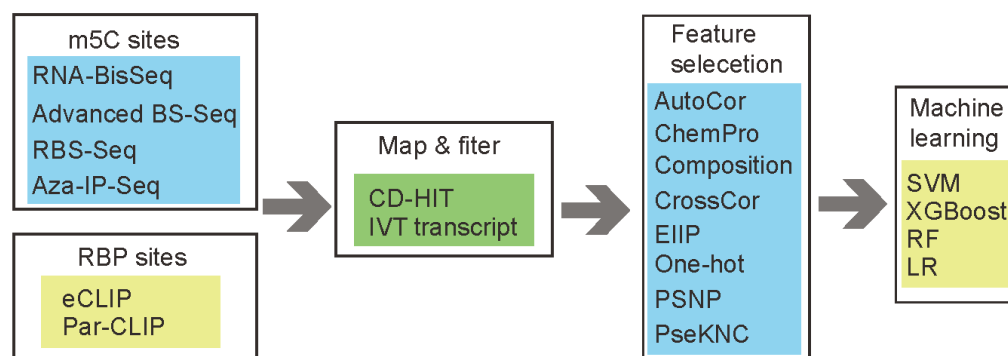 m5C sites
RNA-BisSeq
Advanced BS-Seq
RBS-Seq
Aza-IP-Seq
RBP sites
eCLIP
Par-CLIP
Map & fiter
CD-HIT
IVT transcript
Feature
selecetion
AutoCor
ChemPro
Composition
CrossCor
EIIP
One-hot
PSNP
PseKNC
Machine
learning
SVM
XGBoost
RF
LR